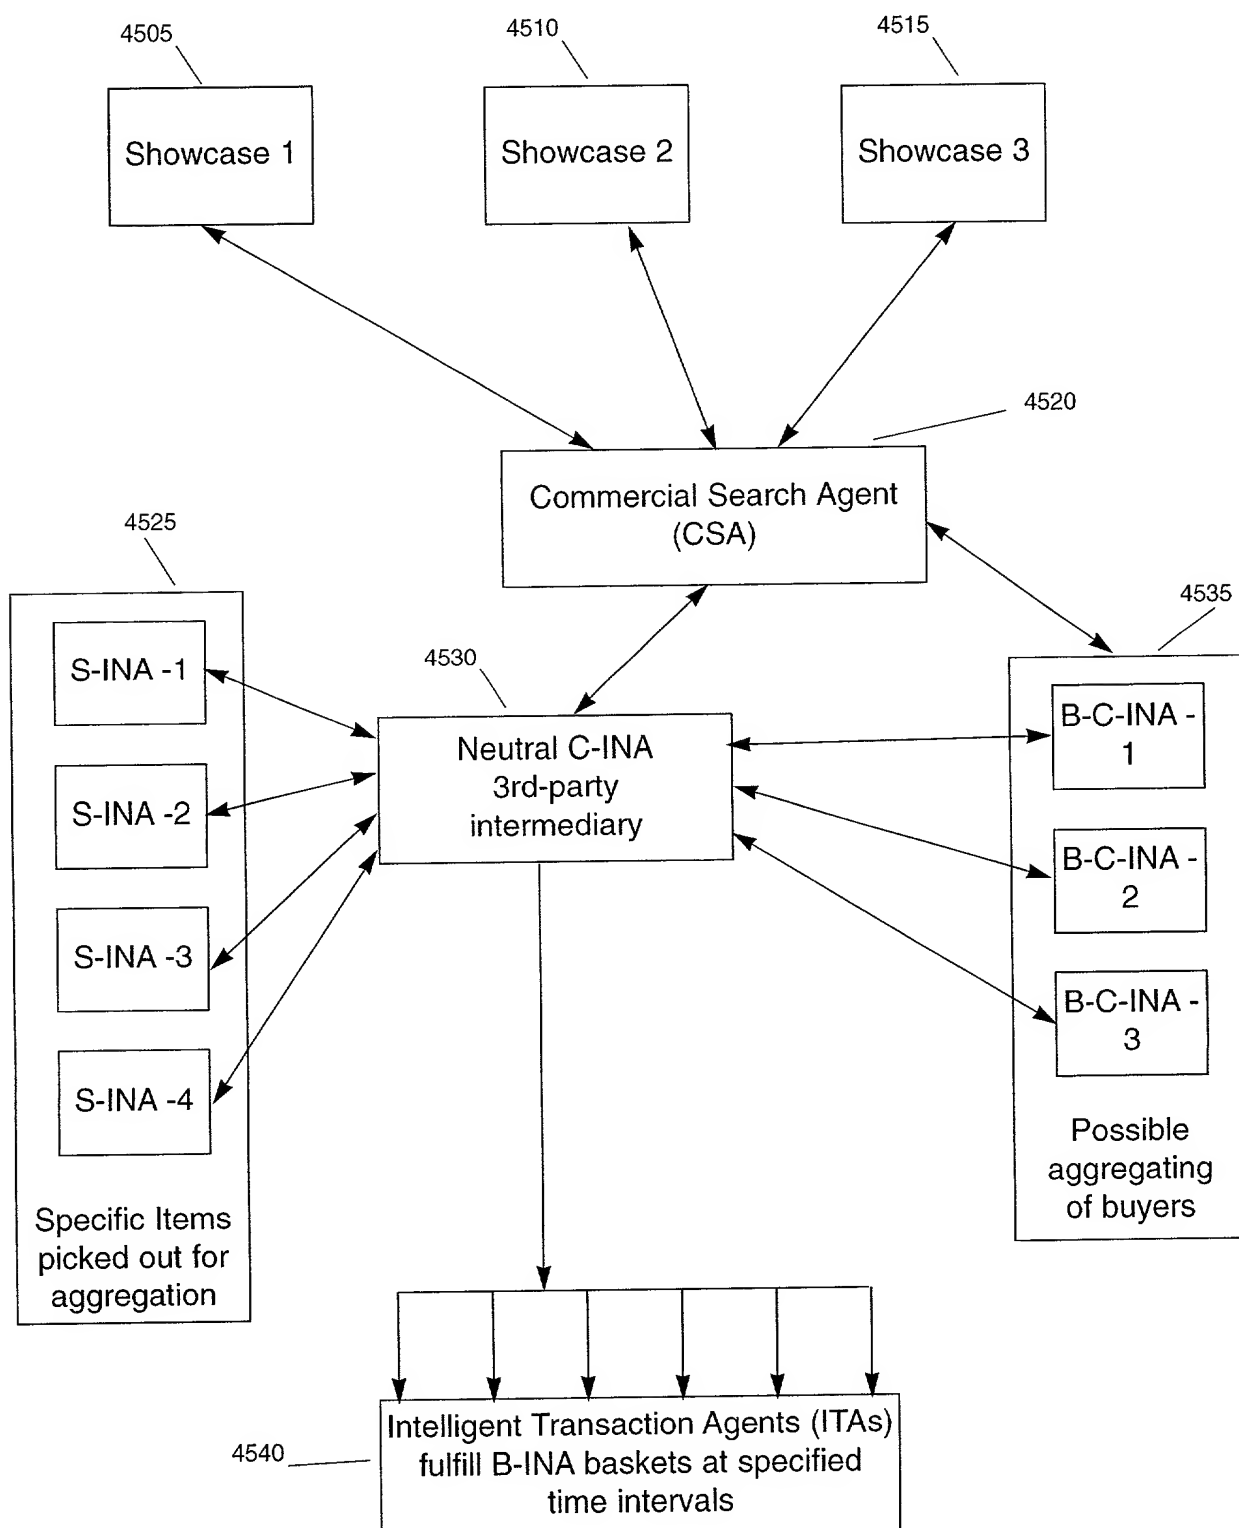 4505
4510
4515
Showcase 1
Showcase 2
Showcase 3
4520
Commercial Search Agent
(CSA)
4525
4535
4530
S-INA -1
S-INA -2
S-INA -3
S-INA -4
Specific Items
picked out for
aggregation
Neutral C-INA
3rd-party
intermediary
B-C-INA -
1
B-C-INA -
2
B-C-INA -
3
Possible
aggregating
of buyers
4540
Intelligent Transaction Agents (ITAs)
fulfill B-INA baskets at specified
time intervals